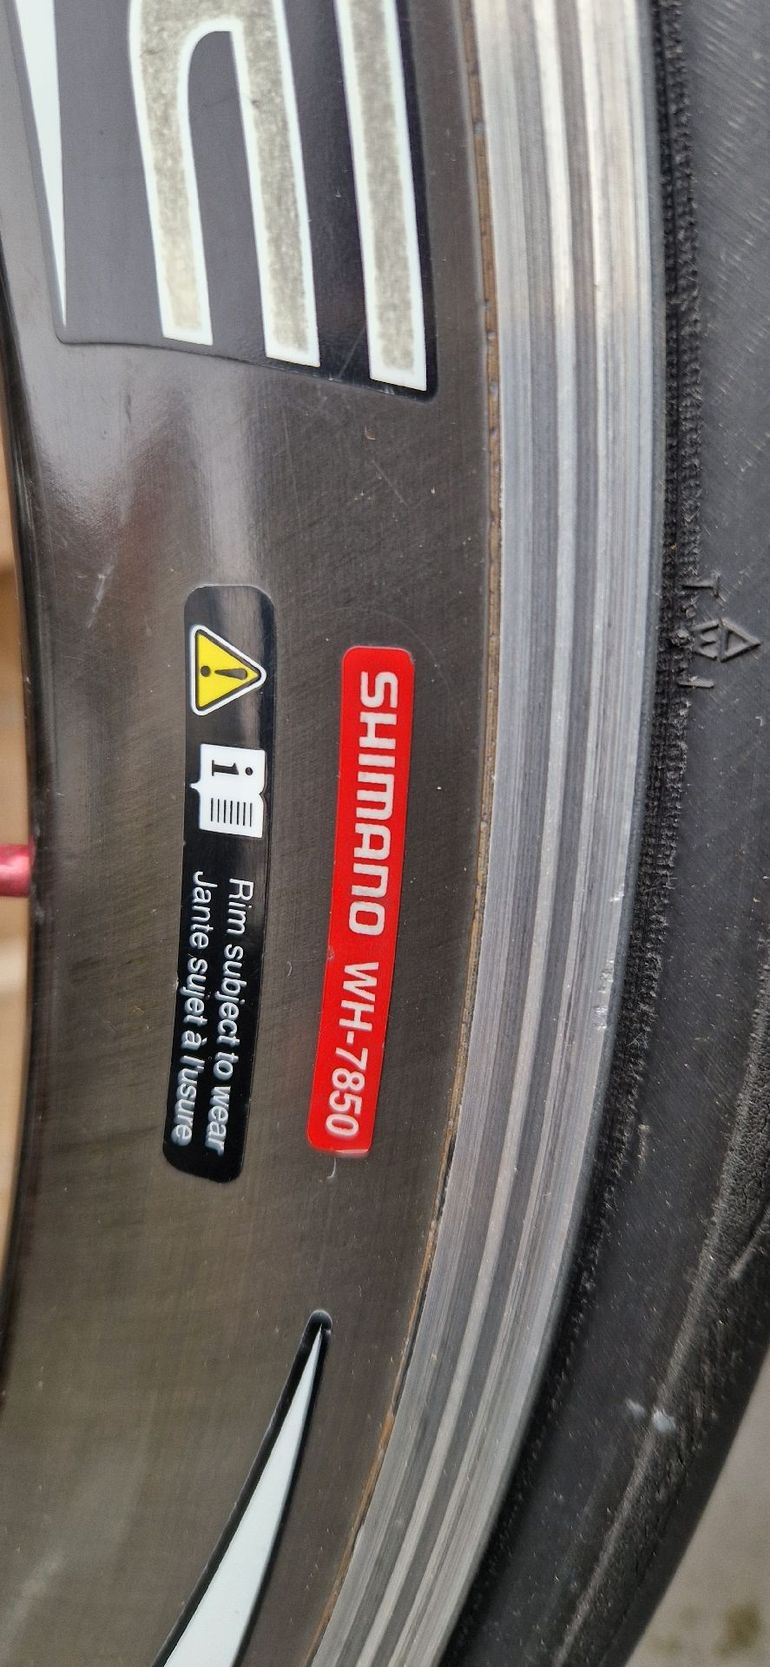 SHIMANO WH-7850
Rim subject to wear
Jante sujet à l'usure